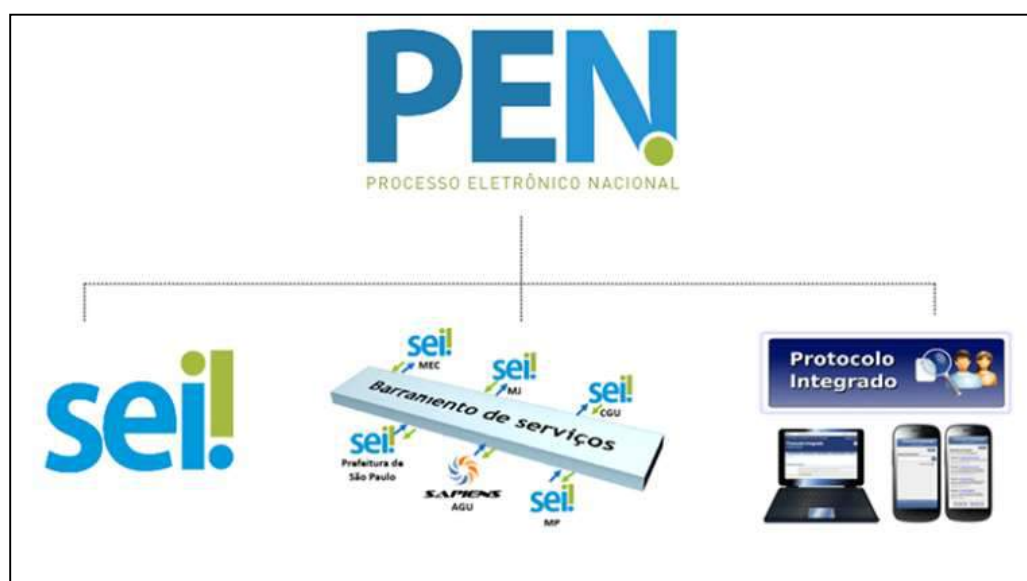 PEN
PROCESSO ELETRÔNICO NACIONAL
sei!
sei!
MEC
sei!
MJ
sei!
CGU
Barramento de serviços
sei!
Prefeitura de
São Paulo
SAPIENS
AGU
sei!
MP
Protocolo
Integrado